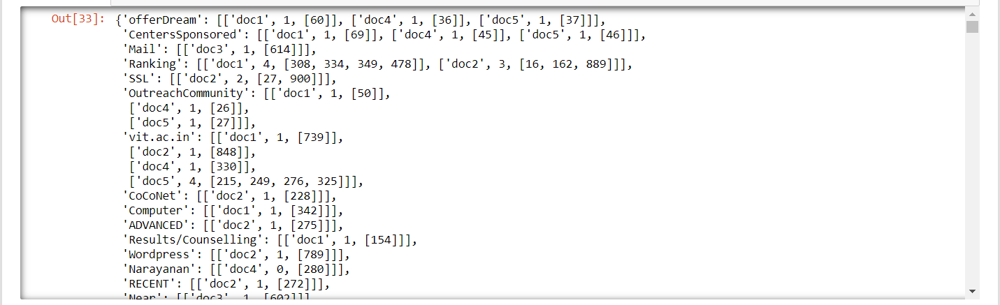 Out[33]: {'offerDream': [['doc1', 1, [60]], ['doc4', 1, [36]], ['doc5', 1, [37]]],
'CentersSponsored': [['doc1', 1, [69]], ['doc4', 1, [45]], ['doc5', 1, [46]]],
'Mail': [['doc3', 1, [614]]],
'Ranking': [['doc1', 4, [308, 334, 349, 478]], ['doc2', 3, [16, 162, 889]]],
'SSL': [['doc2', 2, [27, 900]]],
'OutreachCommunity': [['doc1', 1, [50]],
['doc4', 1, [26]],
['doc5', 1, [27]]],
'vit.ac.in': [['doc1', 1, [739]],
['doc2', 1, [848]],
['doc4', 1, [330]],
['doc5', 4, [215, 249, 276, 325]]],
'CoCoNet': [['doc2', 1, [228]]],
'Computer': [['doc1', 1, [342]]],
'ADVANCED': [['doc2', 1, [275]]],
'Results/Counselling': [['doc1', 1, [154]]],
'Wordpress': [['doc2', 1, [789]]],
'Narayanan': [['doc4', 0, [280]]],
'RECENT': [['doc2', 1, [272]]],
'Near': [['doc3', 1, [602]]]